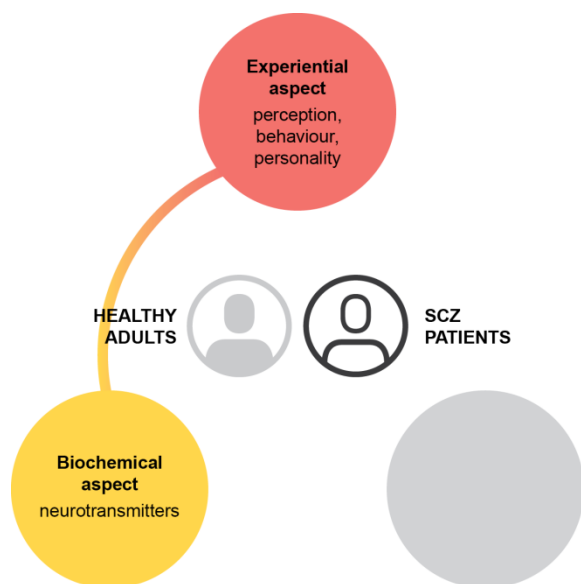 Experiential
aspect
perception,
behaviour,
personality
HEALTHY
ADULTS
SCZ
PATIENTS
Biochemical
aspect
neurotransmitters